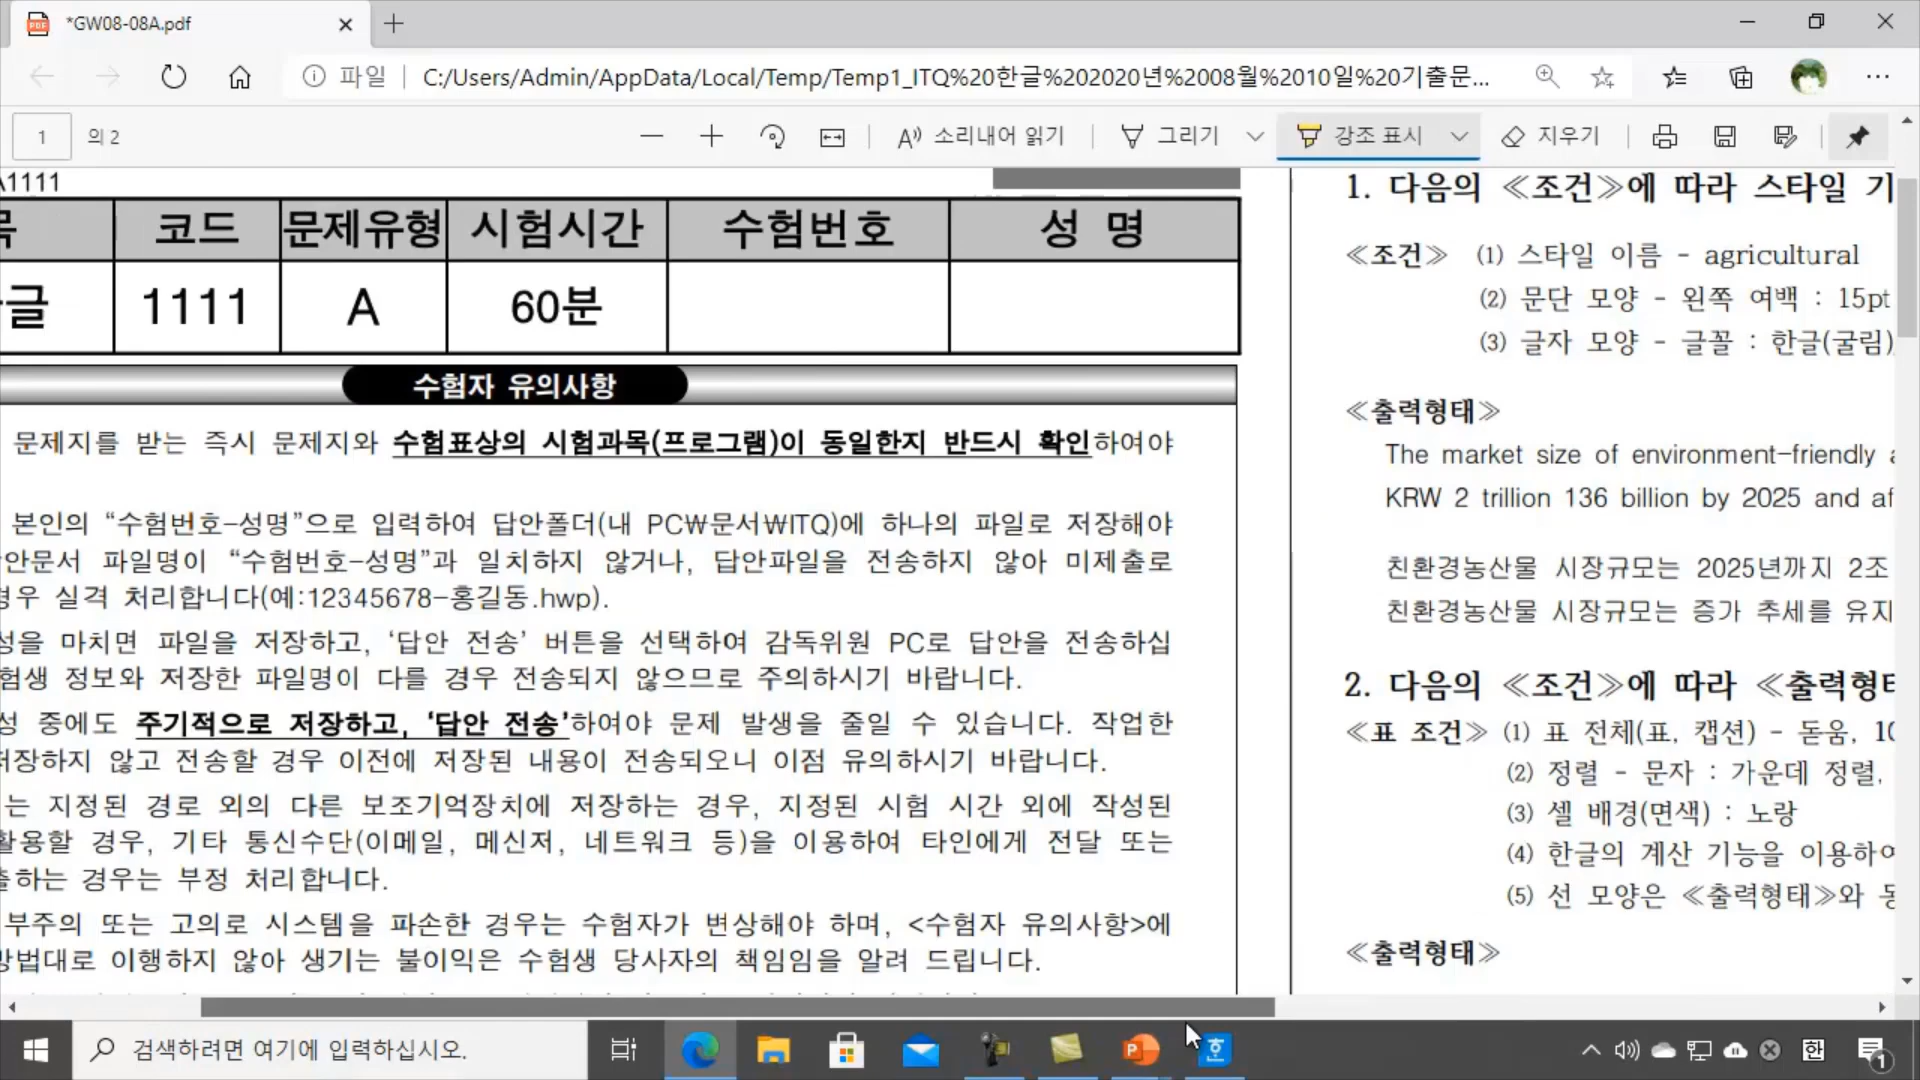 *GW08-08A.pdf
파일
C:/Users/Admin/AppData/Local/Temp/Temp1_ITQ%20한글%202020년%2008월%2010일%20기출문...
1
의 2
소리내어 읽기
그리기
강조 표시
지우기
A1111
목 코드 문제유형 시험시간 수험번호 성 명
글 1111 A 60분
수험자 유의사항
문제지를 받는 즉시 문제지와 수험표상의 시험과목(프로그램)이 동일한지 반드시 확인하여야
본인의 “수험번호-성명”으로 입력하여 답안폴더(내 PC₩문서₩ITQ)에 하나의 파일로 저장해야
답안문서 파일명이 “수험번호-성명”과 일치하지 않거나, 답안파일을 전송하지 않아 미제출로
경우 실격 처리합니다(예:12345678-홍길동.hwp).
성을 마치면 파일을 저장하고, ‘답안 전송’ 버튼을 선택하여 감독위원 PC로 답안을 전송하십
험생 정보와 저장한 파일명이 다를 경우 전송되지 않으므로 주의하시기 바랍니다.
성 중에도 주기적으로 저장하고, ‘답안 전송’하여야 문제 발생을 줄일 수 있습니다. 작업한
저장하지 않고 전송할 경우 이전에 저장된 내용이 전송되오니 이점 유의하시기 바랍니다.
는 지정된 경로 외의 다른 보조기억장치에 저장하는 경우, 지정된 시험 시간 외에 작성된
활용할 경우, 기타 통신수단(이메일, 메신저, 네트워크 등)을 이용하여 타인에게 전달 또는
출하는 경우는 부정 처리합니다.
부주의 또는 고의로 시스템을 파손한 경우는 수험자가 변상해야 하며, <수험자 유의사항>에
방법대로 이행하지 않아 생기는 불이익은 수험생 당사자의 책임임을 알려 드립니다.
1. 다음의 ≪조건≫에 따라 스타일 기
≪조건≫ (1) 스타일 이름 - agricultural
(2) 문단 모양 - 왼쪽 여백 : 15pt
(3) 글자 모양 - 글꼴 : 한글(굴림)
≪출력형태≫
The market size of environment-friendly a
KRW 2 trillion 136 billion by 2025 and af
친환경농산물 시장규모는 2025년까지 2조
친환경농산물 시장규모는 증가 추세를 유지
2. 다음의 ≪조건≫에 따라 ≪출력형태
≪표 조건≫ (1) 표 전체(표, 캡션) - 돋움, 10
(2) 정렬 - 문자 : 가운데 정렬,
(3) 셀 배경(면색) : 노랑
(4) 한글의 계산 기능을 이용하여
(5) 선 모양은 ≪출력형태≫와 동
≪출력형태≫
검색하려면 여기에 입력하십시오.
한
1